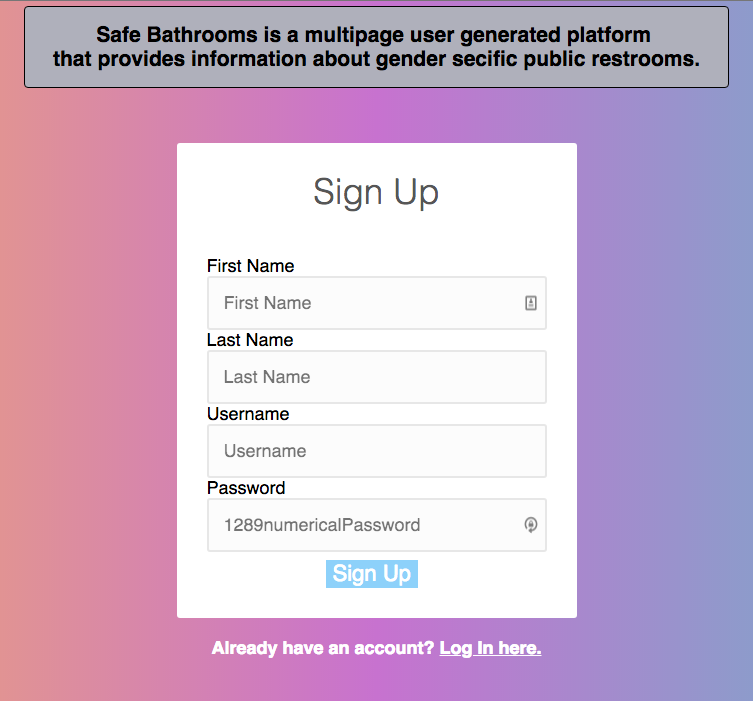 Safe Bathrooms is a multipage user generated platform
that provides information about gender secific public restrooms.
Sign Up
First Name
First Name
Last Name
Last Name
Username
Username
Password
1289numericalPassword
Sign Up
Already have an account? Log In here.